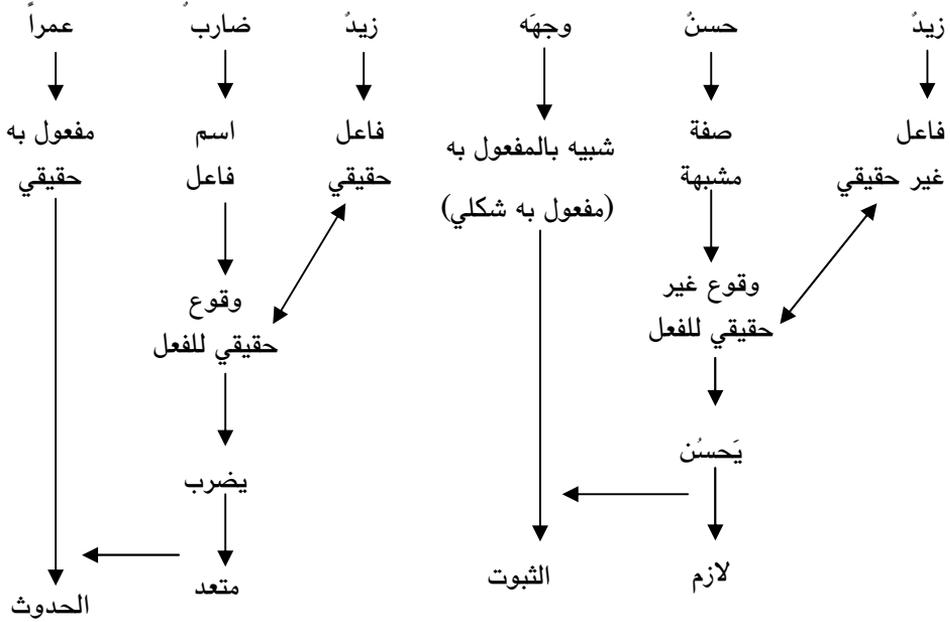 زيدٌ
حسنٌ
وجهَه
زيدٌ
ضاربٌ
عمراً
فاعل
غير حقيقي
صفة
مشبهة
شبيه بالمفعول به
(مفعول به شكلي)
فاعل
حقيقي
اسم
فاعل
مفعول به
حقيقي
وقوع غير
حقيقي للفعل
وقوع
حقيقي للفعل
يَحسُن
يضرب
لازم
الثبوت
متعد
الحدوث